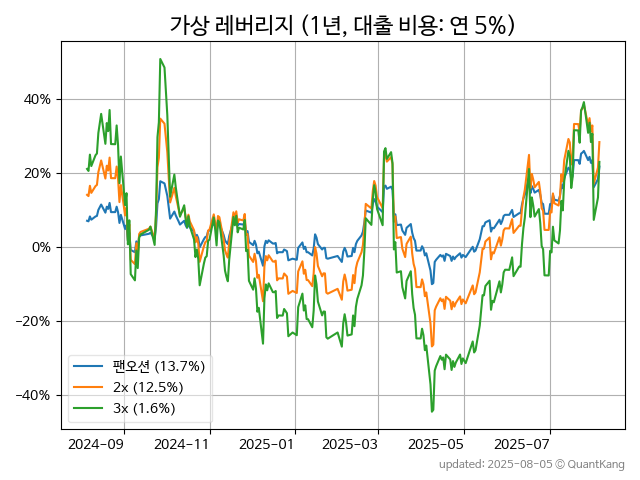 가상 레버리지 (1년, 대출 비용: 연 5%)
40%
20%
0%
−20%
−40%
팬오션 (13.7%)
2x (12.5%)
3x (1.6%)
2024-09 2024-11 2025-01 2025-03 2025-05 2025-07
updated: 2025-08-05 © QuantKang